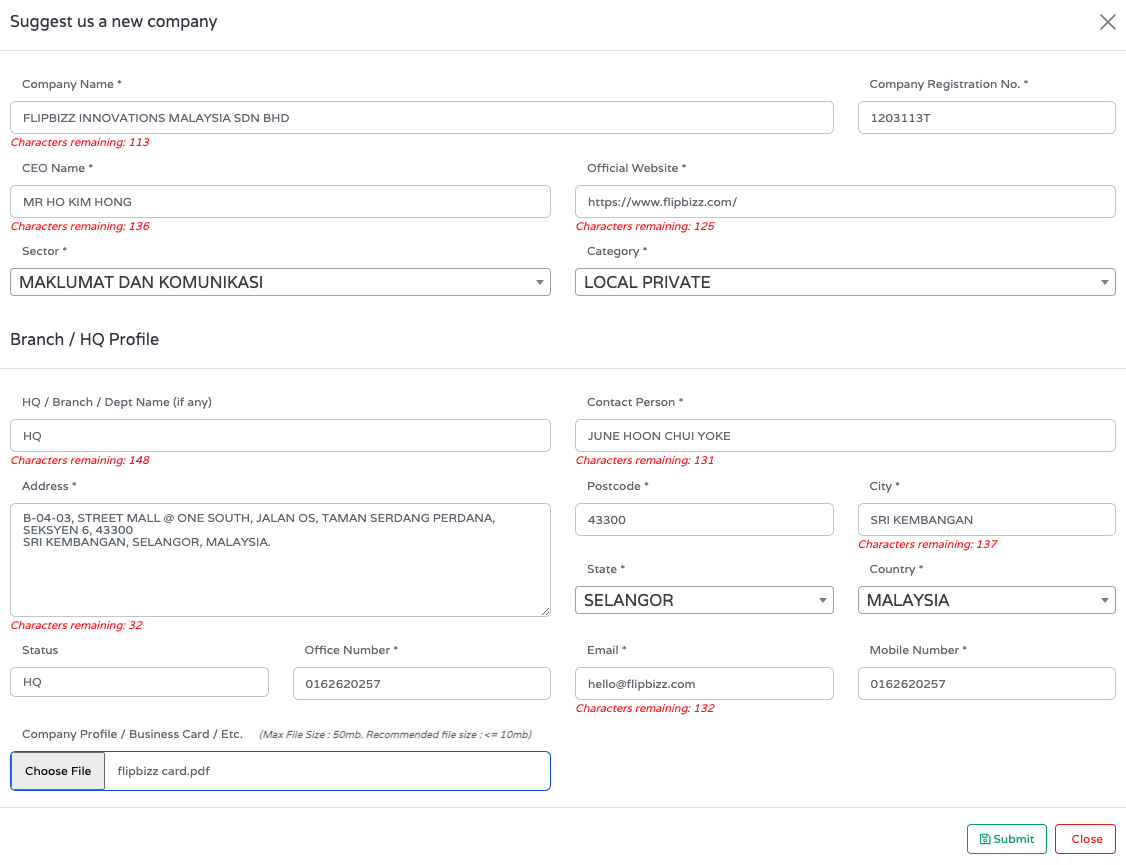 Suggest us a new company
Company Name *
Company Registration No. *
FLIPBIZZ INNOVATIONS MALAYSIA SDN BHD
1203113T
Characters remaining: 113
CEO Name *
Official Website *
MR HO KIM HONG
https://www.flipbizz.com/
Characters remaining: 136
Characters remaining: 125
Sector *
Category *
MAKLUMAT DAN KOMUNIKASI
LOCAL PRIVATE
Branch / HQ Profile
HQ / Branch / Dept Name (if any)
Contact Person *
HQ
JUNE HOON CHUI YOKE
Characters remaining: 148
Characters remaining: 131
Address *
Postcode *
City *
B-04-03, STREET MALL @ ONE SOUTH, JALAN OS, TAMAN SERDANG PERDANA,
SEKSYEN 6, 43300
SRI KEMBANGAN, SELANGOR, MALAYSIA.
43300
SRI KEMBANGAN
Characters remaining: 137
State *
Country *
SELANGOR
MALAYSIA
Characters remaining: 32
Status
Office Number *
Email *
Mobile Number *
HQ
0162620257
hello@flipbizz.com
0162620257
Characters remaining: 132
Company Profile / Business Card / Etc. (Max File Size : 50mb. Recommended file size : <= 10mb)
Choose File flipbizz card.pdf
Submit
Close